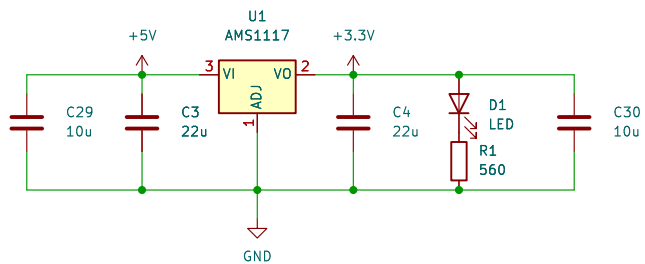 U1
AMS1117
+5V
+3.3V
3
VI
VO
2
ADJ
1
C29
10u
C3
22u
C4
22u
D1
LED
R1
560
C30
10u
GND